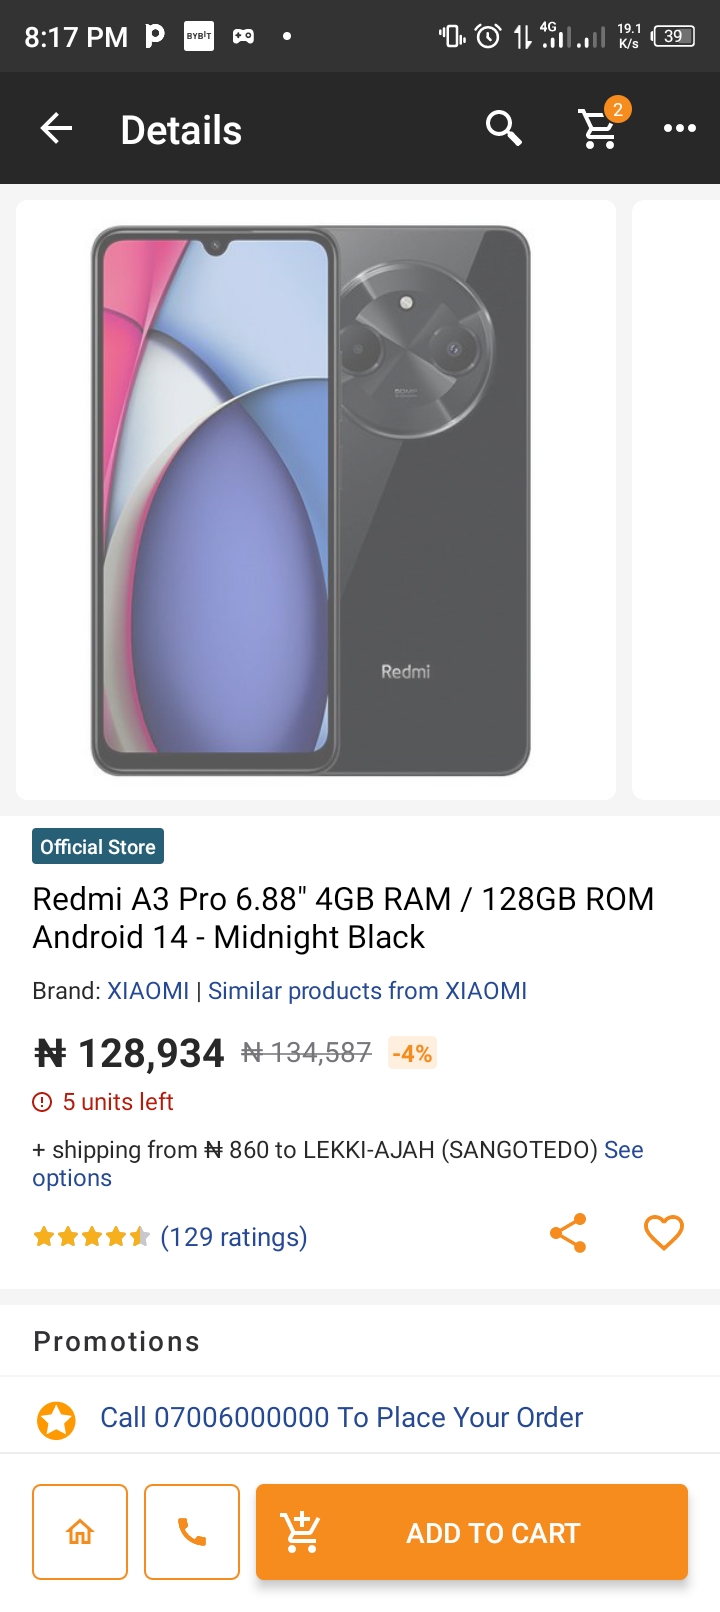 8:17 PM BYBIT 4G 19.1 K/s 39
Details 2
50MP
Redmi
Official Store
Redmi A3 Pro 6.88" 4GB RAM / 128GB ROM
Android 14 - Midnight Black
Brand: XIAOMI | Similar products from XIAOMI
₦ 128,934 ₦ 134,587 -4%
5 units left
+ shipping from ₦ 860 to LEKKI-AJAH (SANGOTEDO) See
options
(129 ratings)
Promotions
Call 07006000000 To Place Your Order
ADD TO CART